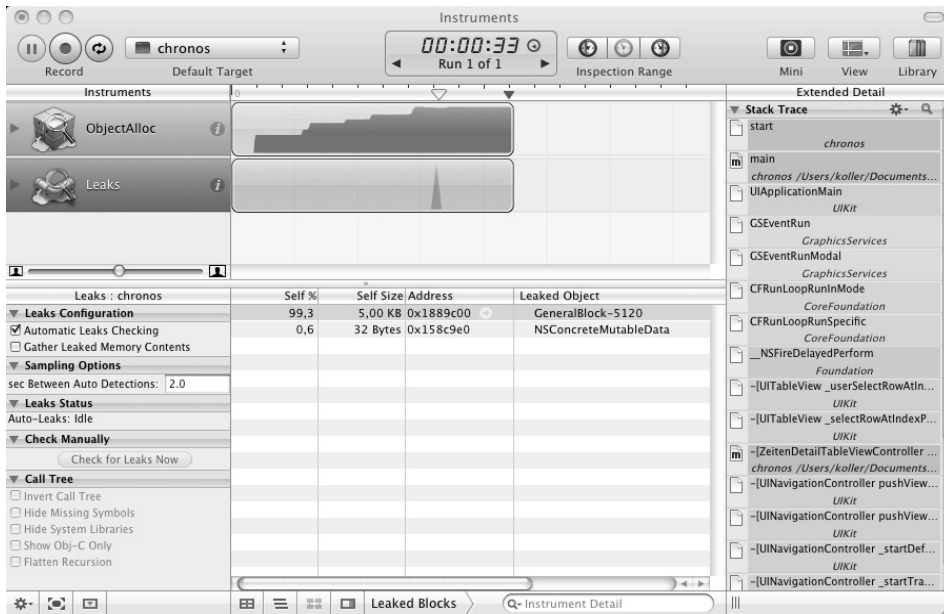 Instruments
chronos
00:00:33
Run 1 of 1
Record
Default Target
Inspection Range
Mini
View
Library
Instruments
0
Extended Detail
ObjectAlloc
Leaks
Stack Trace
start
chronos
main
chronos /Users/koller/Documents...
UIApplicationMain
UIKit
GSEventRun
GraphicsServices
GSEventRunModal
GraphicsServices
CFRunLoopRunInMode
CoreFoundation
CFRunLoopRunSpecific
CoreFoundation
__NSFireDelayedPerform
Foundation
-[UITableView _userSelectRowAtIn...
UIKit
-[UITableView _selectRowAtIndexP...
UIKit
-[ZeitenDetailTableViewController ...
chronos /Users/koller/Documents...
-[UINavigationController pushView...
UIKit
-[UINavigationController pushView...
UIKit
-[UINavigationController _startDef...
UIKit
-[UINavigationController _startTra...
Leaks : chronos
Leaks Configuration
Automatic Leaks Checking
Gather Leaked Memory Contents
Sampling Options
sec Between Auto Detections: 2.0
Leaks Status
Auto-Leaks: Idle
Check Manually
Check for Leaks Now
Call Tree
Invert Call Tree
Hide Missing Symbols
Hide System Libraries
Show Obj-C Only
Flatten Recursion
Self % Self Size Address Leaked Object
99,3 5,00 KB 0x1889c00 GeneralBlock-5120
0,6 32 Bytes 0x158c9e0 NSConcreteMutableData
Leaked Blocks
Instrument Detail